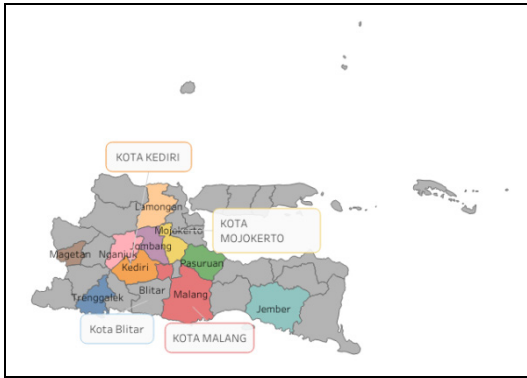 KOTA KEDIRI
Lamongan
KOTA
MOJOKERTO
Mojokerto
Jombang
Magetan
Nganjuk
Kediri
Pasuruan
Trenggalek
Blitar
Malang
Jember
Kota Blitar
KOTA MALANG